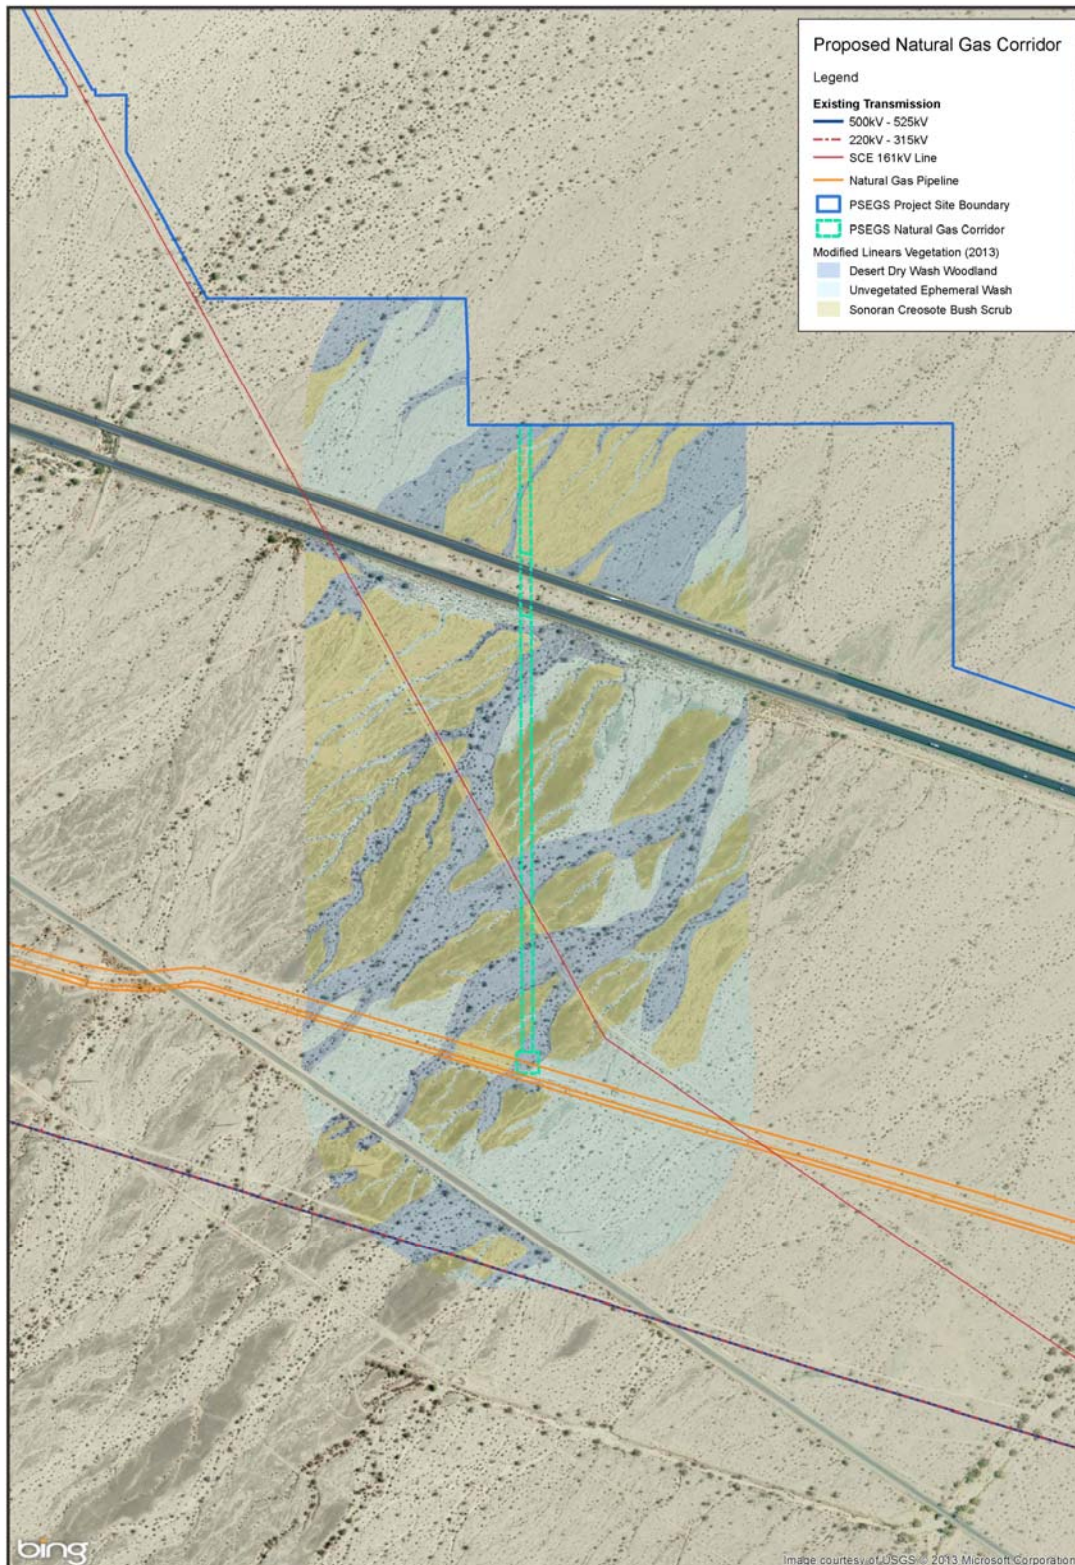 Proposed Natural Gas Corridor
Legend
Existing Transmission
500kV - 525kV
220kV - 315kV
SCE 161kV Line
Natural Gas Pipeline
PSEGS Project Site Boundary
PSEGS Natural Gas Corridor
Modified Linears Vegetation (2013)
Desert Dry Wash Woodland
Unvegetated Ephemeral Wash
Sonoran Creosote Bush Scrub
bing
Image courtesy of USGS © 2013 Microsoft Corporation